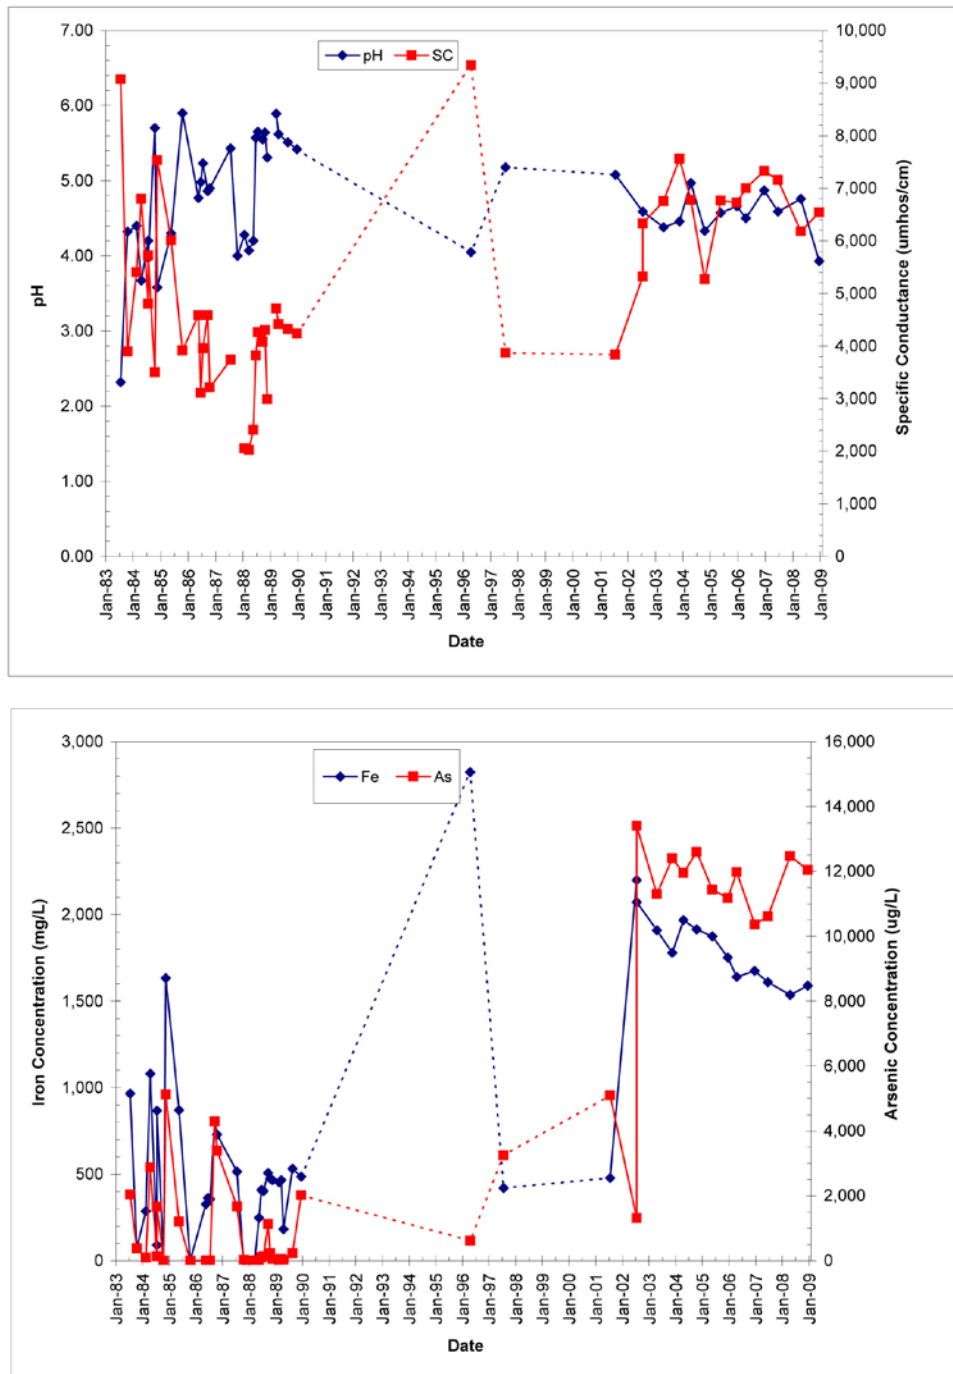 7.00
6.00
5.00
4.00
3.00
2.00
1.00
0.00
pH
pH SC
10,000
9,000
8,000
7,000
6,000
5,000
4,000
3,000
2,000
1,000
0
Specific Conductance (umhos/cm)
Jan-83
Jan-84
Jan-85
Jan-86
Jan-87
Jan-88
Jan-89
Jan-90
Jan-91
Jan-92
Jan-93
Jan-94
Jan-95
Jan-96
Jan-97
Jan-98
Jan-99
Jan-00
Jan-01
Jan-02
Jan-03
Jan-04
Jan-05
Jan-06
Jan-07
Jan-08
Jan-09
Date
3,000
2,500
2,000
1,500
1,000
500
0
Iron Concentration (mg/L)
Fe As
16,000
14,000
12,000
10,000
8,000
6,000
4,000
2,000
0
Arsenic Concentration (ug/L)
Jan-83
Jan-84
Jan-85
Jan-86
Jan-87
Jan-88
Jan-89
Jan-90
Jan-91
Jan-92
Jan-93
Jan-94
Jan-95
Jan-96
Jan-97
Jan-98
Jan-99
Jan-00
Jan-01
Jan-02
Jan-03
Jan-04
Jan-05
Jan-06
Jan-07
Jan-08
Jan-09
Date